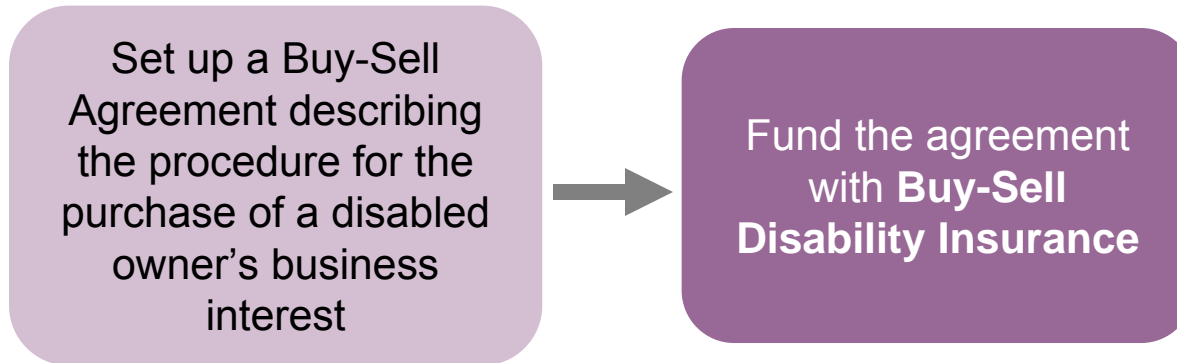 Set up a Buy-Sell
Agreement describing
the procedure for the
purchase of a disabled
owner’s business
interest
Fund the agreement
with Buy-Sell
Disability Insurance